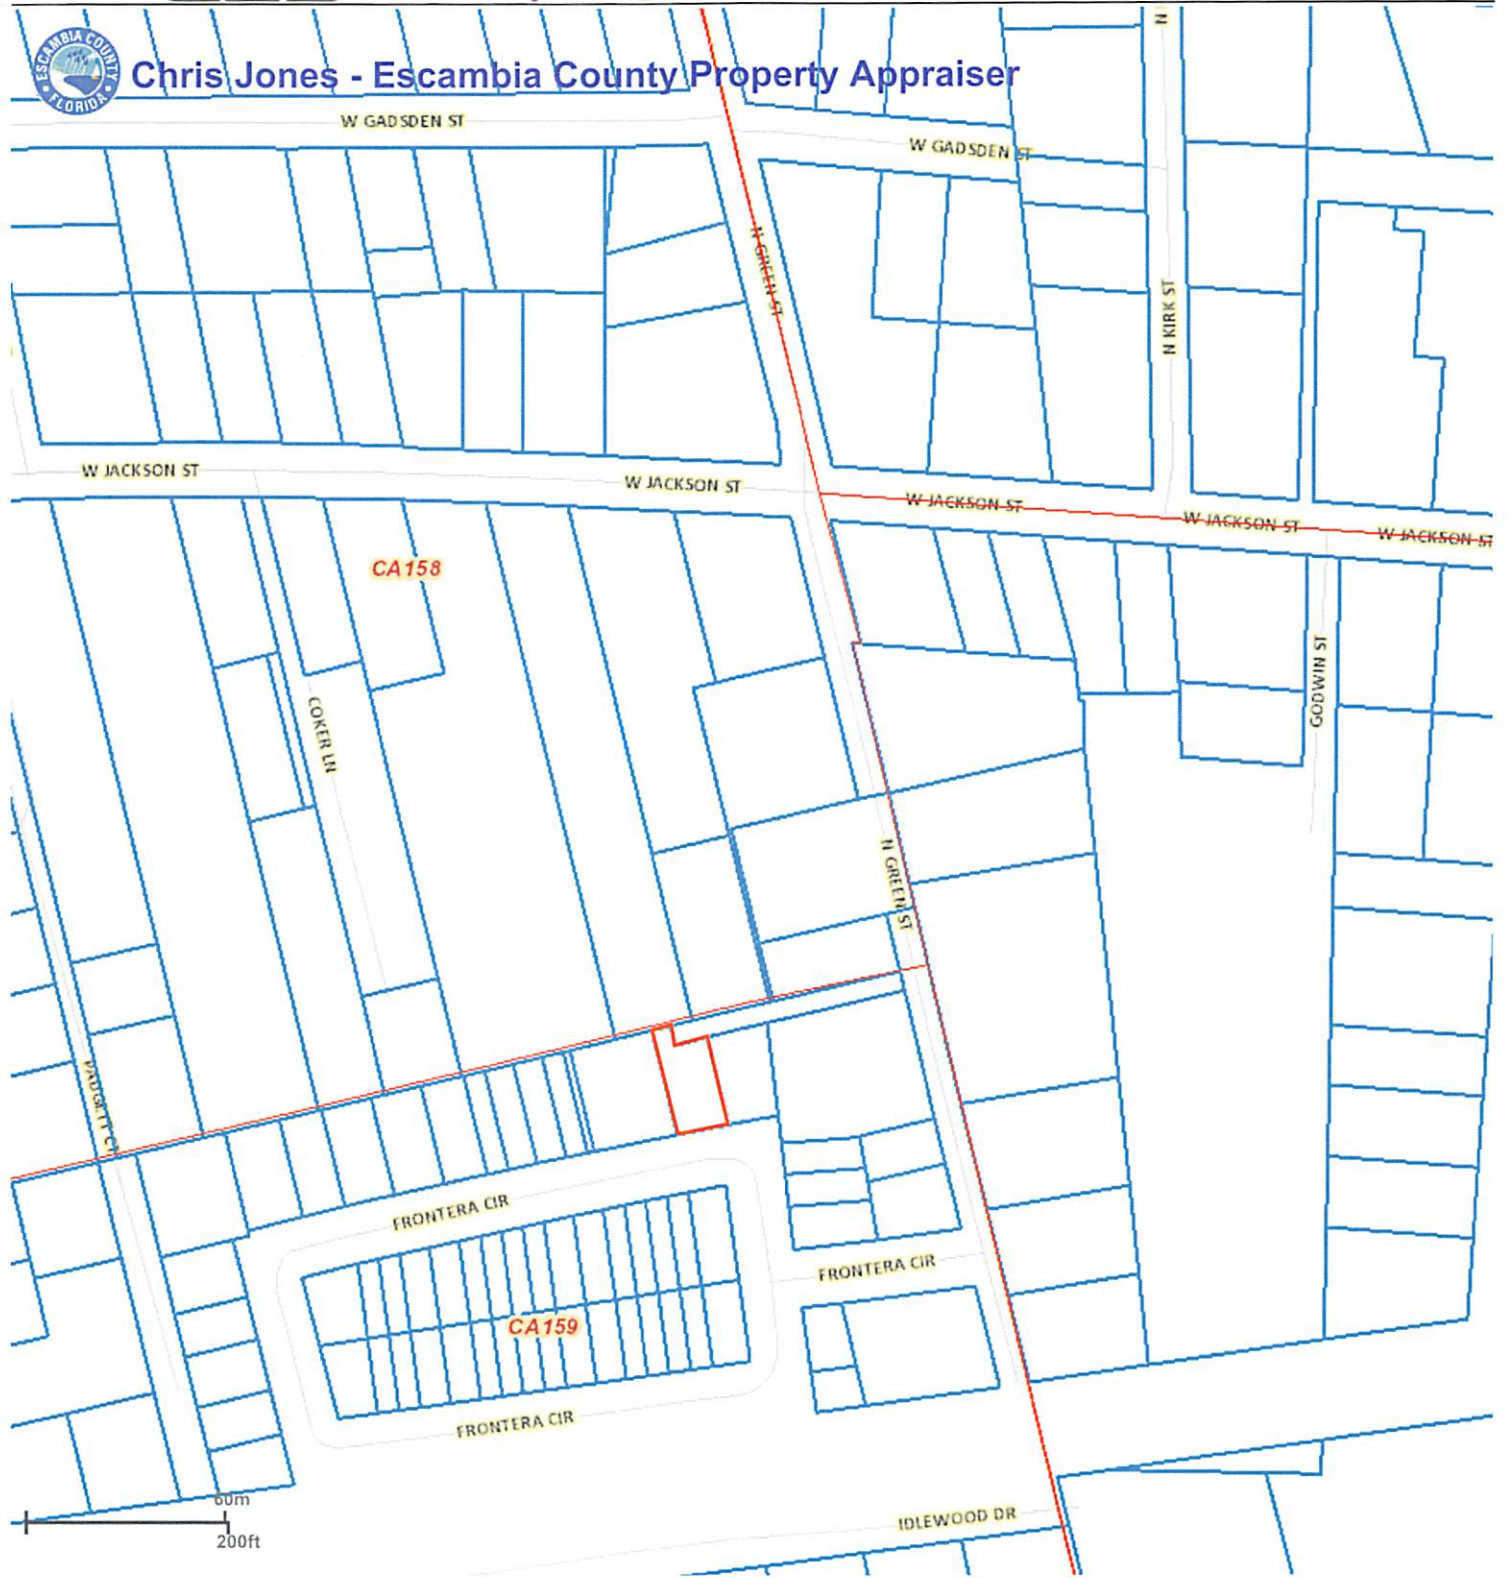 ESCAMBIA COUNTY
FLORIDA
Chris Jones - Escambia County Property Appraiser
N
W GADSDEN ST
W GADSDEN ST
N GREEN ST
N KIRK ST
W JACKSON ST
W JACKSON ST
W JACKSON ST
W JACKSON ST
W JACKSON ST
CA158
GODWIN ST
COKER LN
N GREEN ST
FRONTERA CIR
FRONTERA CIR
CA159
FRONTERA CIR
60m
200ft
IDLEWOOD DR